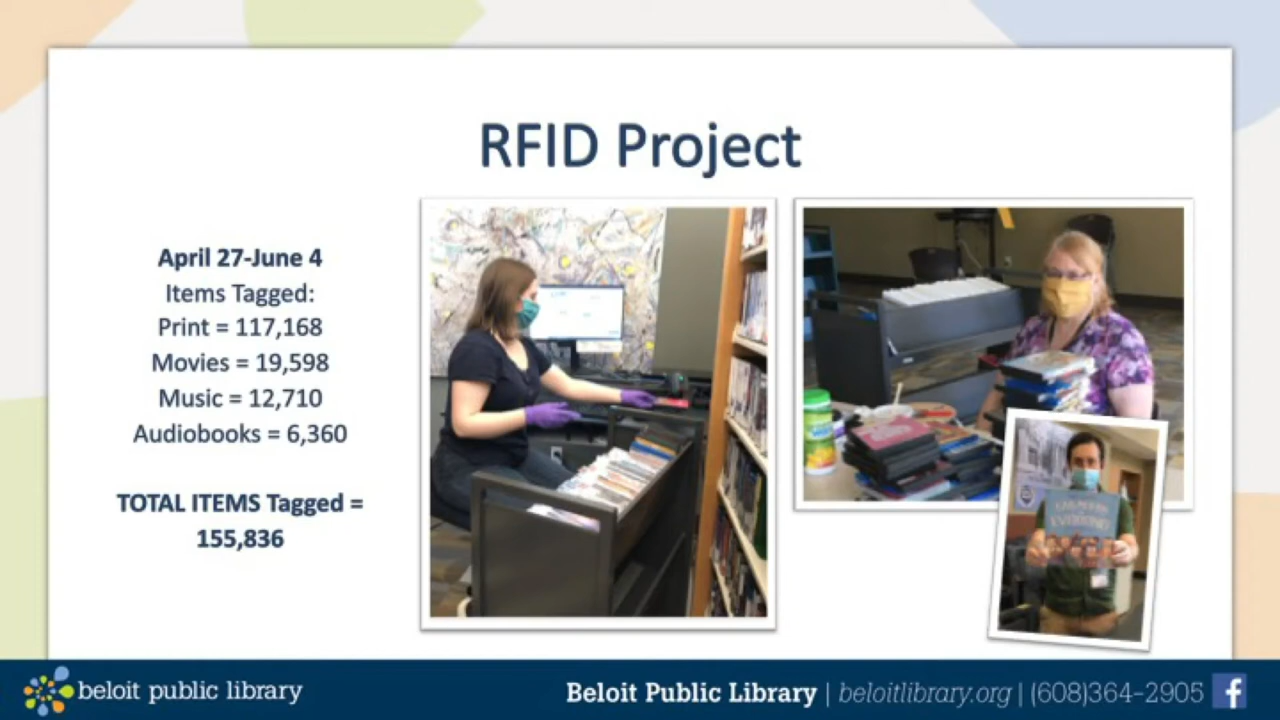 RFID Project
April 27-June 4
Items Tagged:
Print = 117,168
Movies = 19,598
Music = 12,710
Audiobooks = 6,360
TOTAL ITEMS Tagged =
155,836
beloit public library
Beloit Public Library | beloitlibrary.org | (608)364-2905 f